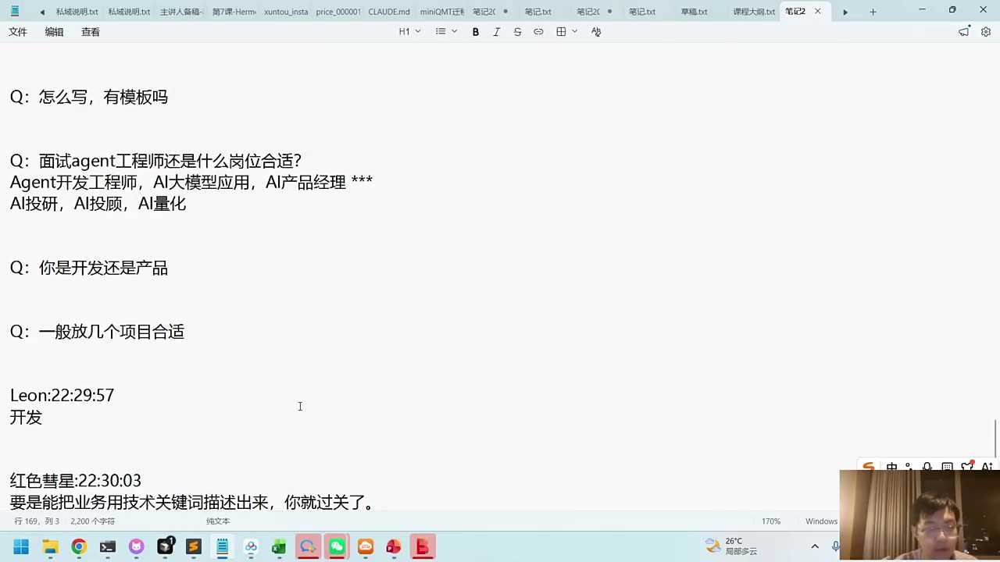 私域说明.txt
私域说明.txt
主讲人备稿-
第7课-Herm
xuntou_insta
price_000001
CLAUDE.md
miniQMT迁移
笔记20
笔记.txt
笔记20
笔记.txt
草稿.txt
课程大纲.txt
笔记2
文件
编辑
查看
H1
B
I
S
Q：怎么写，有模板吗
Q：面试agent工程师还是什么岗位合适？
Agent开发工程师，AI大模型应用，AI产品经理 ***
AI投研，AI投顾，AI量化
Q：你是开发还是产品
Q：一般放几个项目合适
Leon:22:29:57
开发
红色彗星:22:30:03
要是能把业务用技术关键词描述出来，你就过关了。
中
行 169，列 3
2,200 个字符
纯文本
170%
Windows
26°C
局部多云